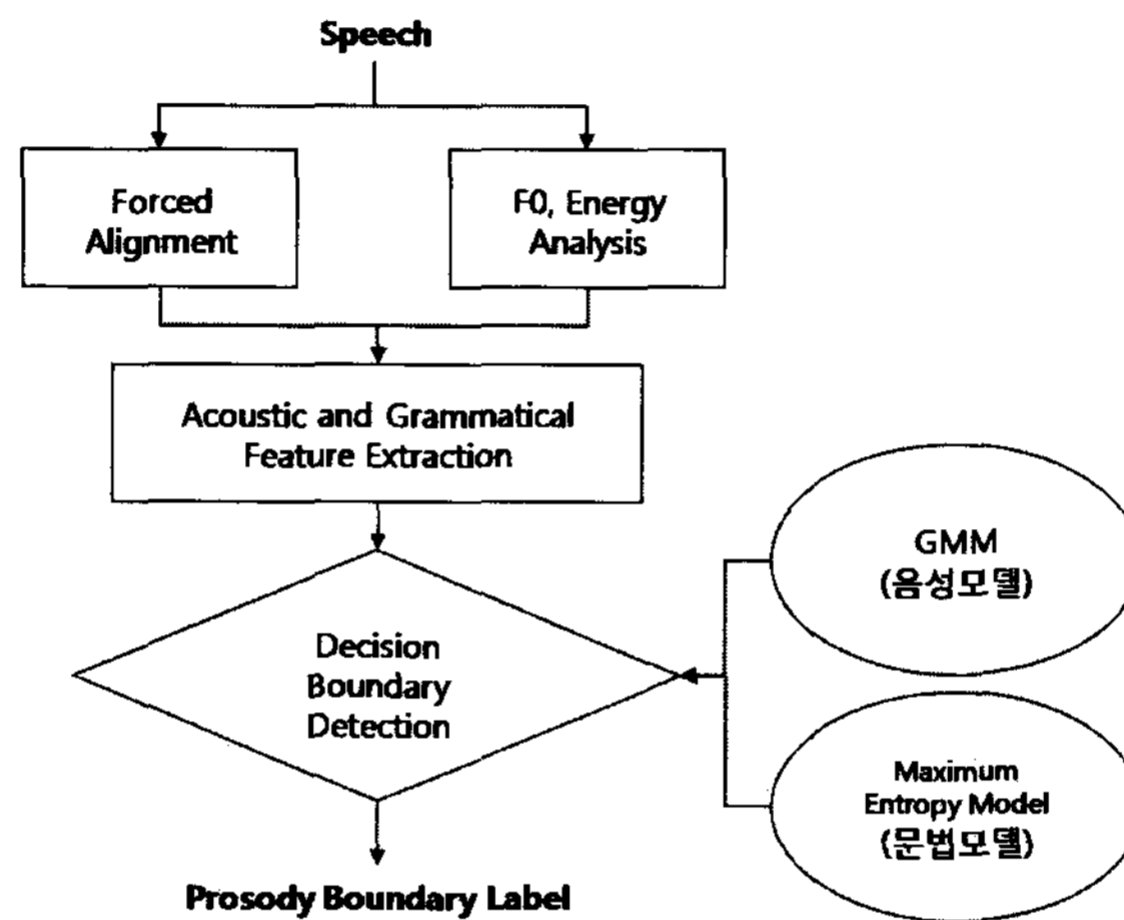 Speech
Forced
Alignment
F0, Energy
Analysis
Acoustic and Grammatical
Feature Extraction
GMM
(음성모델)
Decision
Boundary
Detection
Maximum
Entropy Model
(문법모델)
Prosody Boundary Label